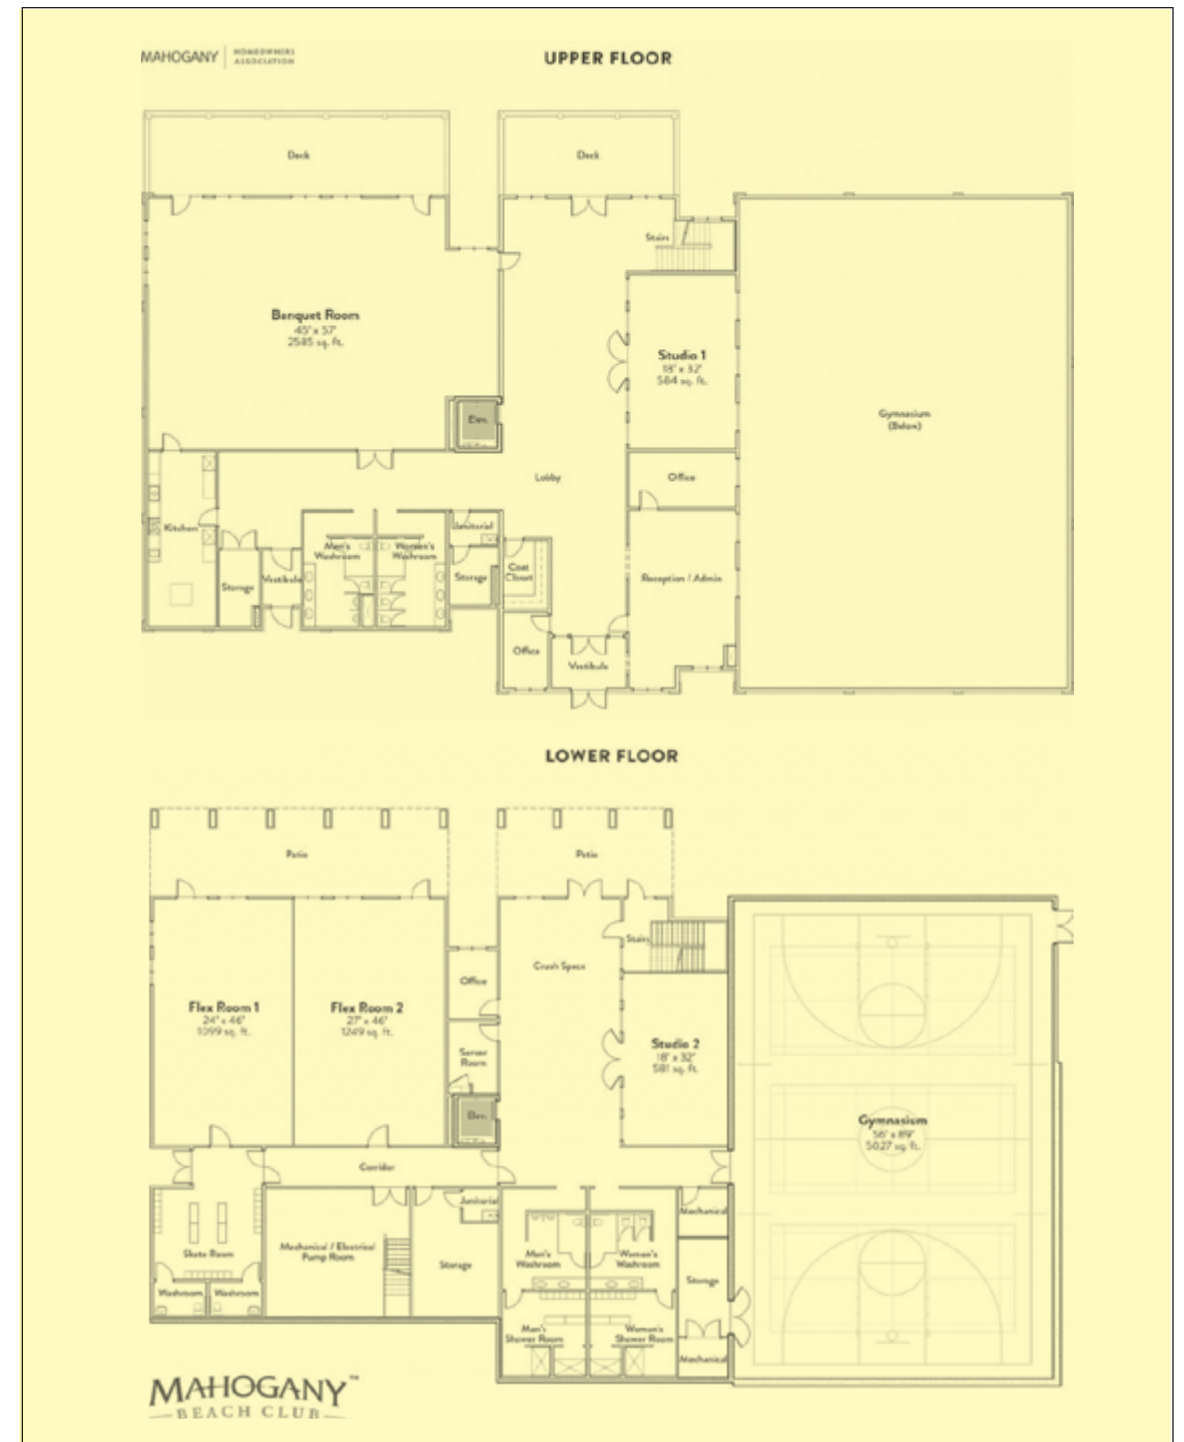 MAHOGANY
HOMEOWNERS
ASSOCIATION
UPPER FLOOR
Deck
Deck
Stairs
Banquet Room
45' x 57'
2585 sq. ft.
Studio 1
18' x 32'
584 sq. ft.
Gymnasium
(Below)
Elev.
Lobby
Office
Kitchen
Men's
Washroom
Women's
Washroom
Janitorial
Storage
Vestibule
Storage
Coat
Closet
Reception / Admin
Office
Vestibule
LOWER FLOOR
Patio
Patio
Stairs
Crush Space
Office
Flex Room 1
24' x 46'
1099 sq. ft.
Flex Room 2
27' x 46'
1249 sq. ft.
Server
Room
Studio 2
18' x 32'
581 sq. ft.
Elev.
Gymnasium
56' x 89'
5027 sq. ft.
Corridor
Janitorial
Mechanical
Skate Room
Mechanical / Electrical
Pump Room
Storage
Men's
Washroom
Women's
Washroom
Storage
Washroom
Washroom
Men's
Shower Room
Women's
Shower Room
Mechanical
MAHOGANY™
BEACH CLUB